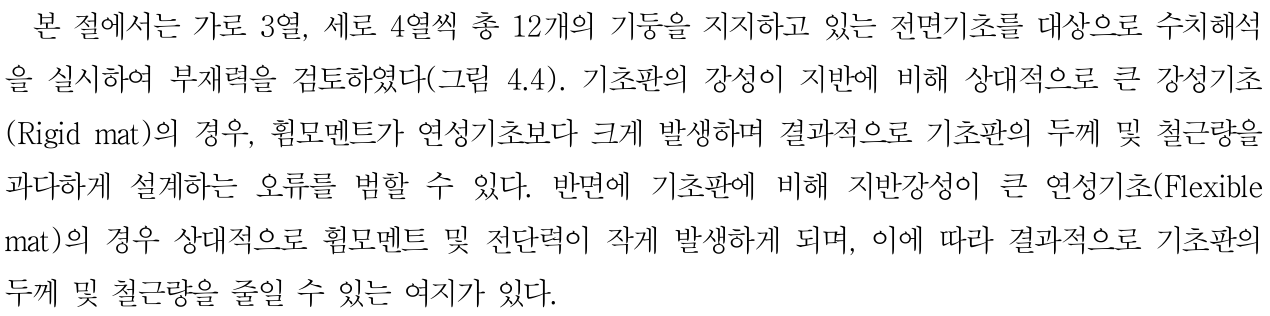 본 절에서는 가로 3열, 세로 4열씩 총 12개의 기둥을 지지하고 있는 전면기초를 대상으로 수치해석
을 실시하여 부재력을 검토하였다(그림 4.4). 기초판의 강성이 지반에 비해 상대적으로 큰 강성기초
(Rigid mat)의 경우, 휨모멘트가 연성기초보다 크게 발생하며 결과적으로 기초판의 두께 및 철근량을
과다하게 설계하는 오류를 범할 수 있다. 반면에 기초판에 비해 지반강성이 큰 연성기초(Flexible
mat)의 경우 상대적으로 휨모멘트 및 전단력이 작게 발생하게 되며, 이에 따라 결과적으로 기초판의
두께 및 철근량을 줄일 수 있는 여지가 있다.